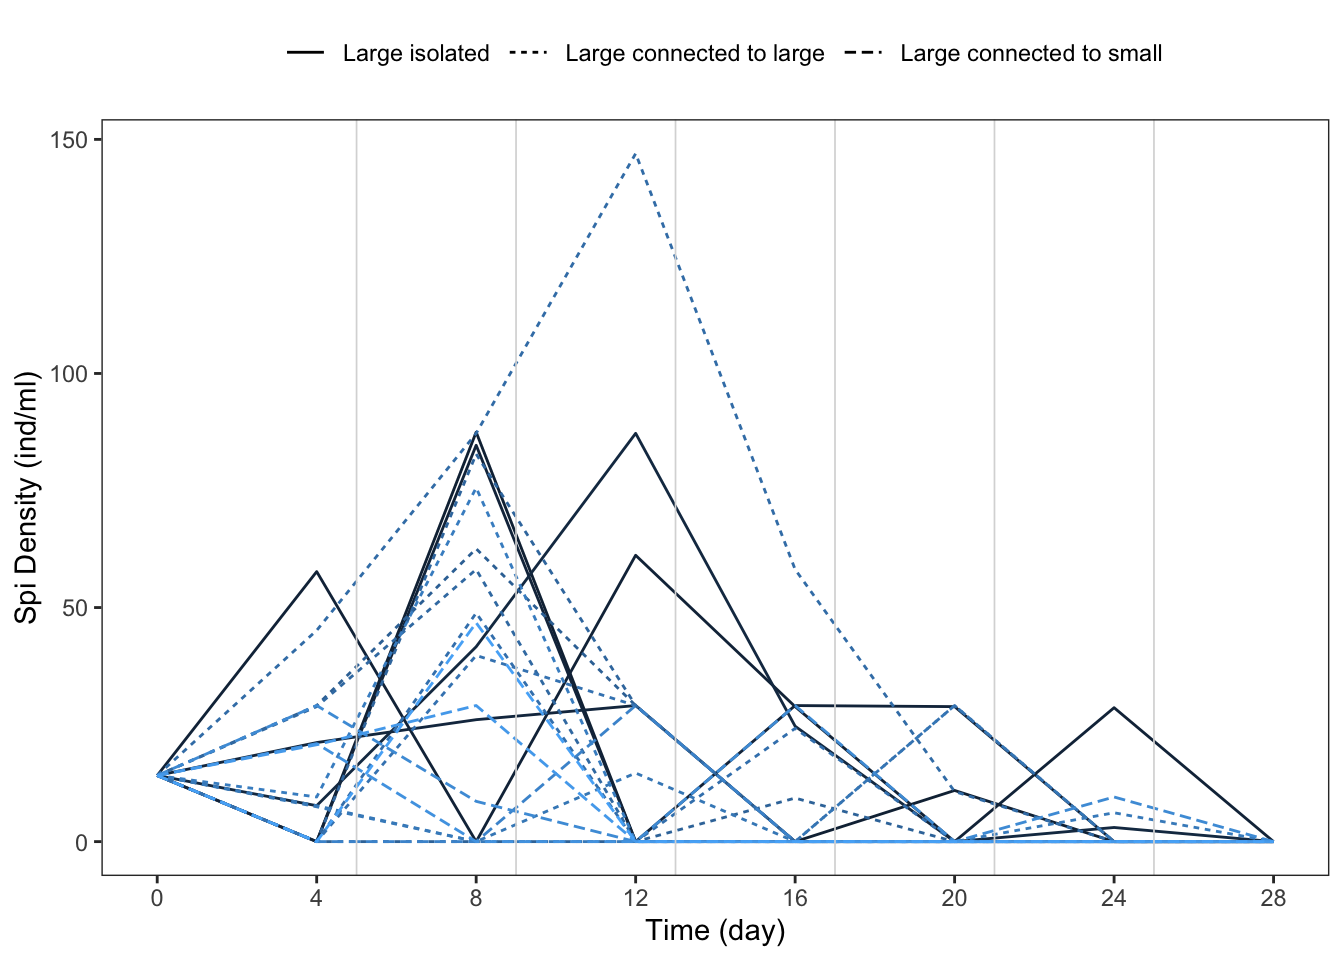 Large isolated Large connected to large Large connected to small
150
100
50
0
Spi Density (ind/ml)
0 4 8 12 16 20 24 28
Time (day)